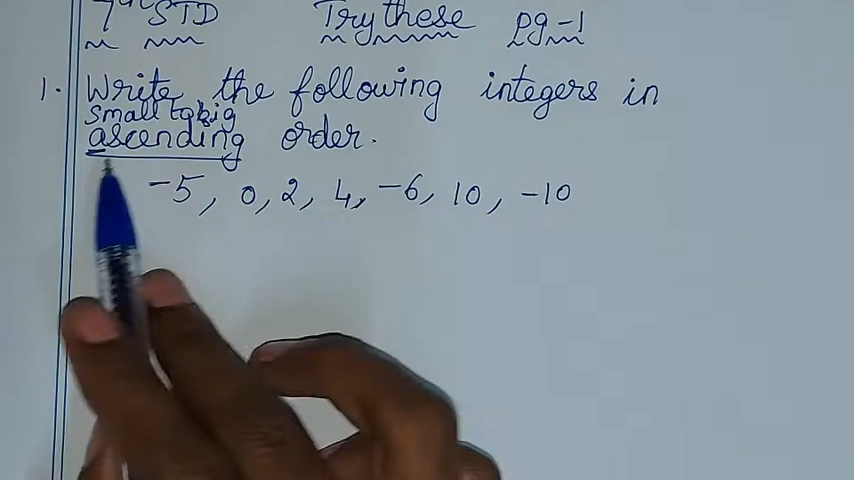 7th STD Try these pg-1
1. Write the following integers in
small to big
ascending order.
-5, 0, 2, 4, -6, 10, -10